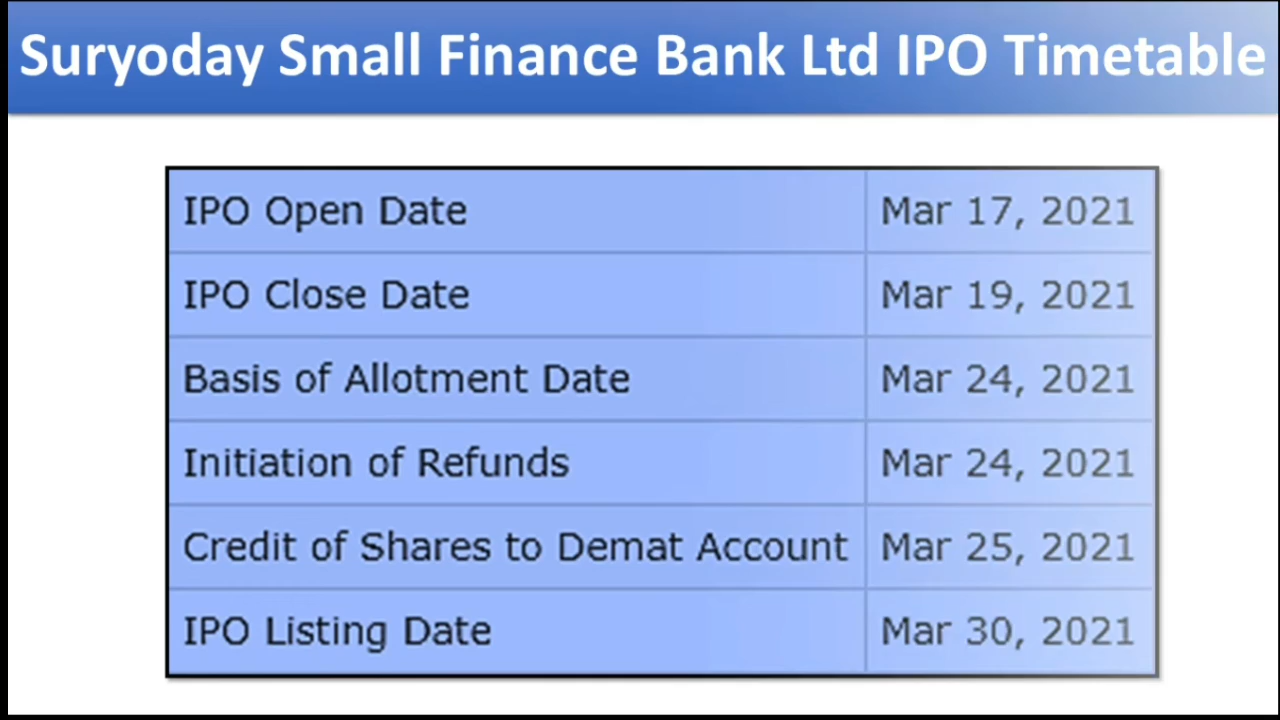 Suryoday Small Finance Bank Ltd IPO Timetable
IPO Open Date Mar 17, 2021
IPO Close Date Mar 19, 2021
Basis of Allotment Date Mar 24, 2021
Initiation of Refunds Mar 24, 2021
Credit of Shares to Demat Account Mar 25, 2021
IPO Listing Date Mar 30, 2021